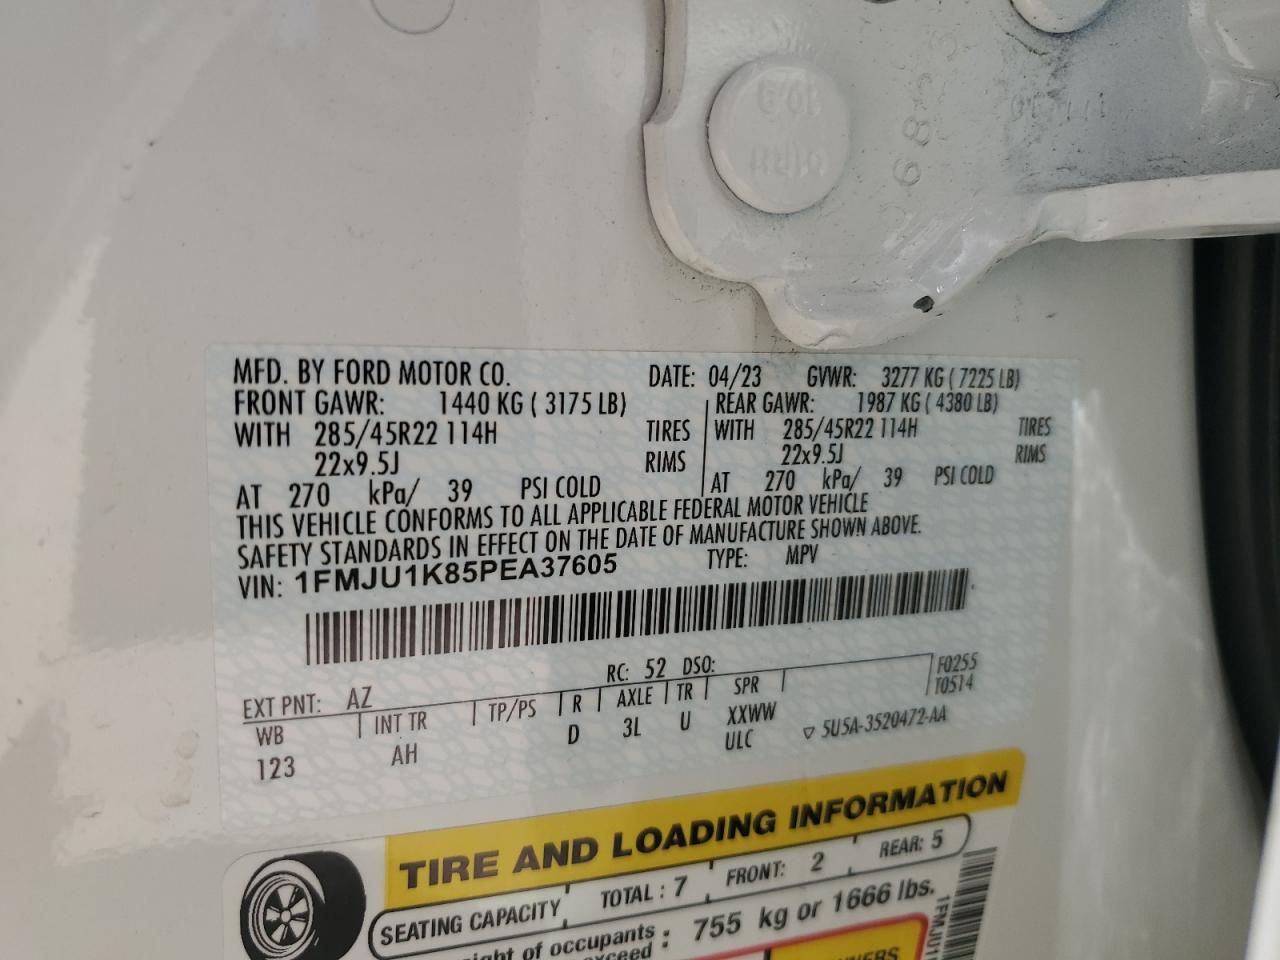 10.9
MFD. BY FORD MOTOR CO. DATE: 04/23 GVWR: 3277 KG ( 7225 LB)
FRONT GAWR: 1440 KG ( 3175 LB) REAR GAWR: 1987 KG ( 4380 LB)
WITH 285/45R22 114H TIRES WITH 285/45R22 114H TIRES
22x9.5J RIMS 22x9.5J RIMS
AT 270 kPa/ 39 PSI COLD AT 270 kPa/ 39 PSI COLD
THIS VEHICLE CONFORMS TO ALL APPLICABLE FEDERAL MOTOR VEHICLE
SAFETY STANDARDS IN EFFECT ON THE DATE OF MANUFACTURE SHOWN ABOVE.
VIN: 1FMJU1K85PEA37605 TYPE: MPV
RC: 52 DSO: F0255
EXT PNT: AZ T0514
WB INT TR TP/PS R AXLE TR SPR
123 AH D 3L U XXWW
ULC 5U5A-3520472-AA
TIRE AND LOADING INFORMATION
SEATING CAPACITY TOTAL : 7 FRONT: 2 REAR: 5
of occupants : 755 kg or 1666 lbs.
1FMJU1